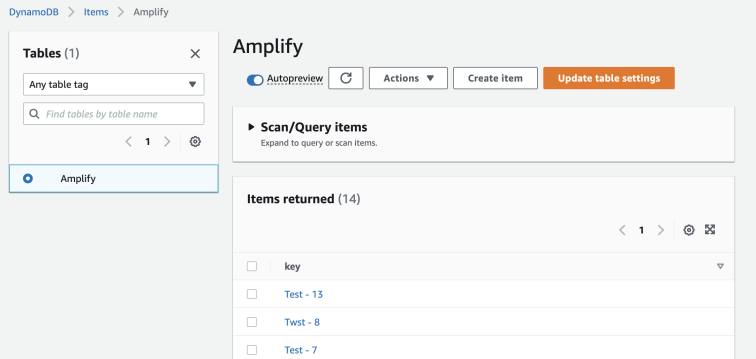 DynamoDB > Items > Amplify
Tables (1)
Any table tag
Find tables by table name
1
Amplify
Amplify
Autopreview
Actions
Create item
Update table settings
Scan/Query items
Expand to query or scan items.
Items returned (14)
1
key
Test - 13
Twst - 8
Test - 7